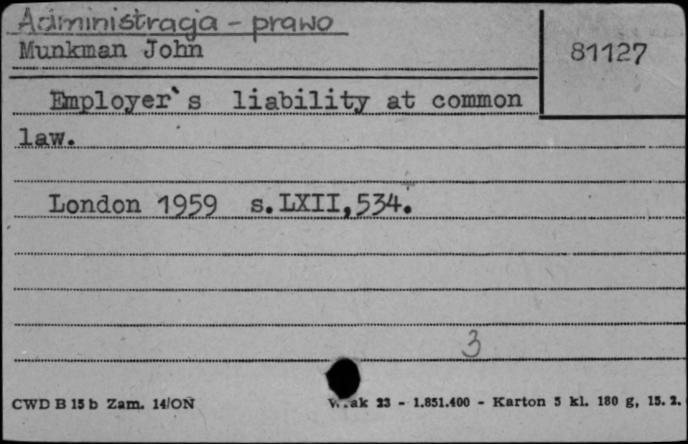 Administracja - prawo
Munkman John
81127
Employer`s liability at common
law.
London 1959 s.LXII,534.
3
CWD B 15 b Zam. 14/ON 23 - 1.851.400 - Karton 5 kl. 180 g, 15. 2.